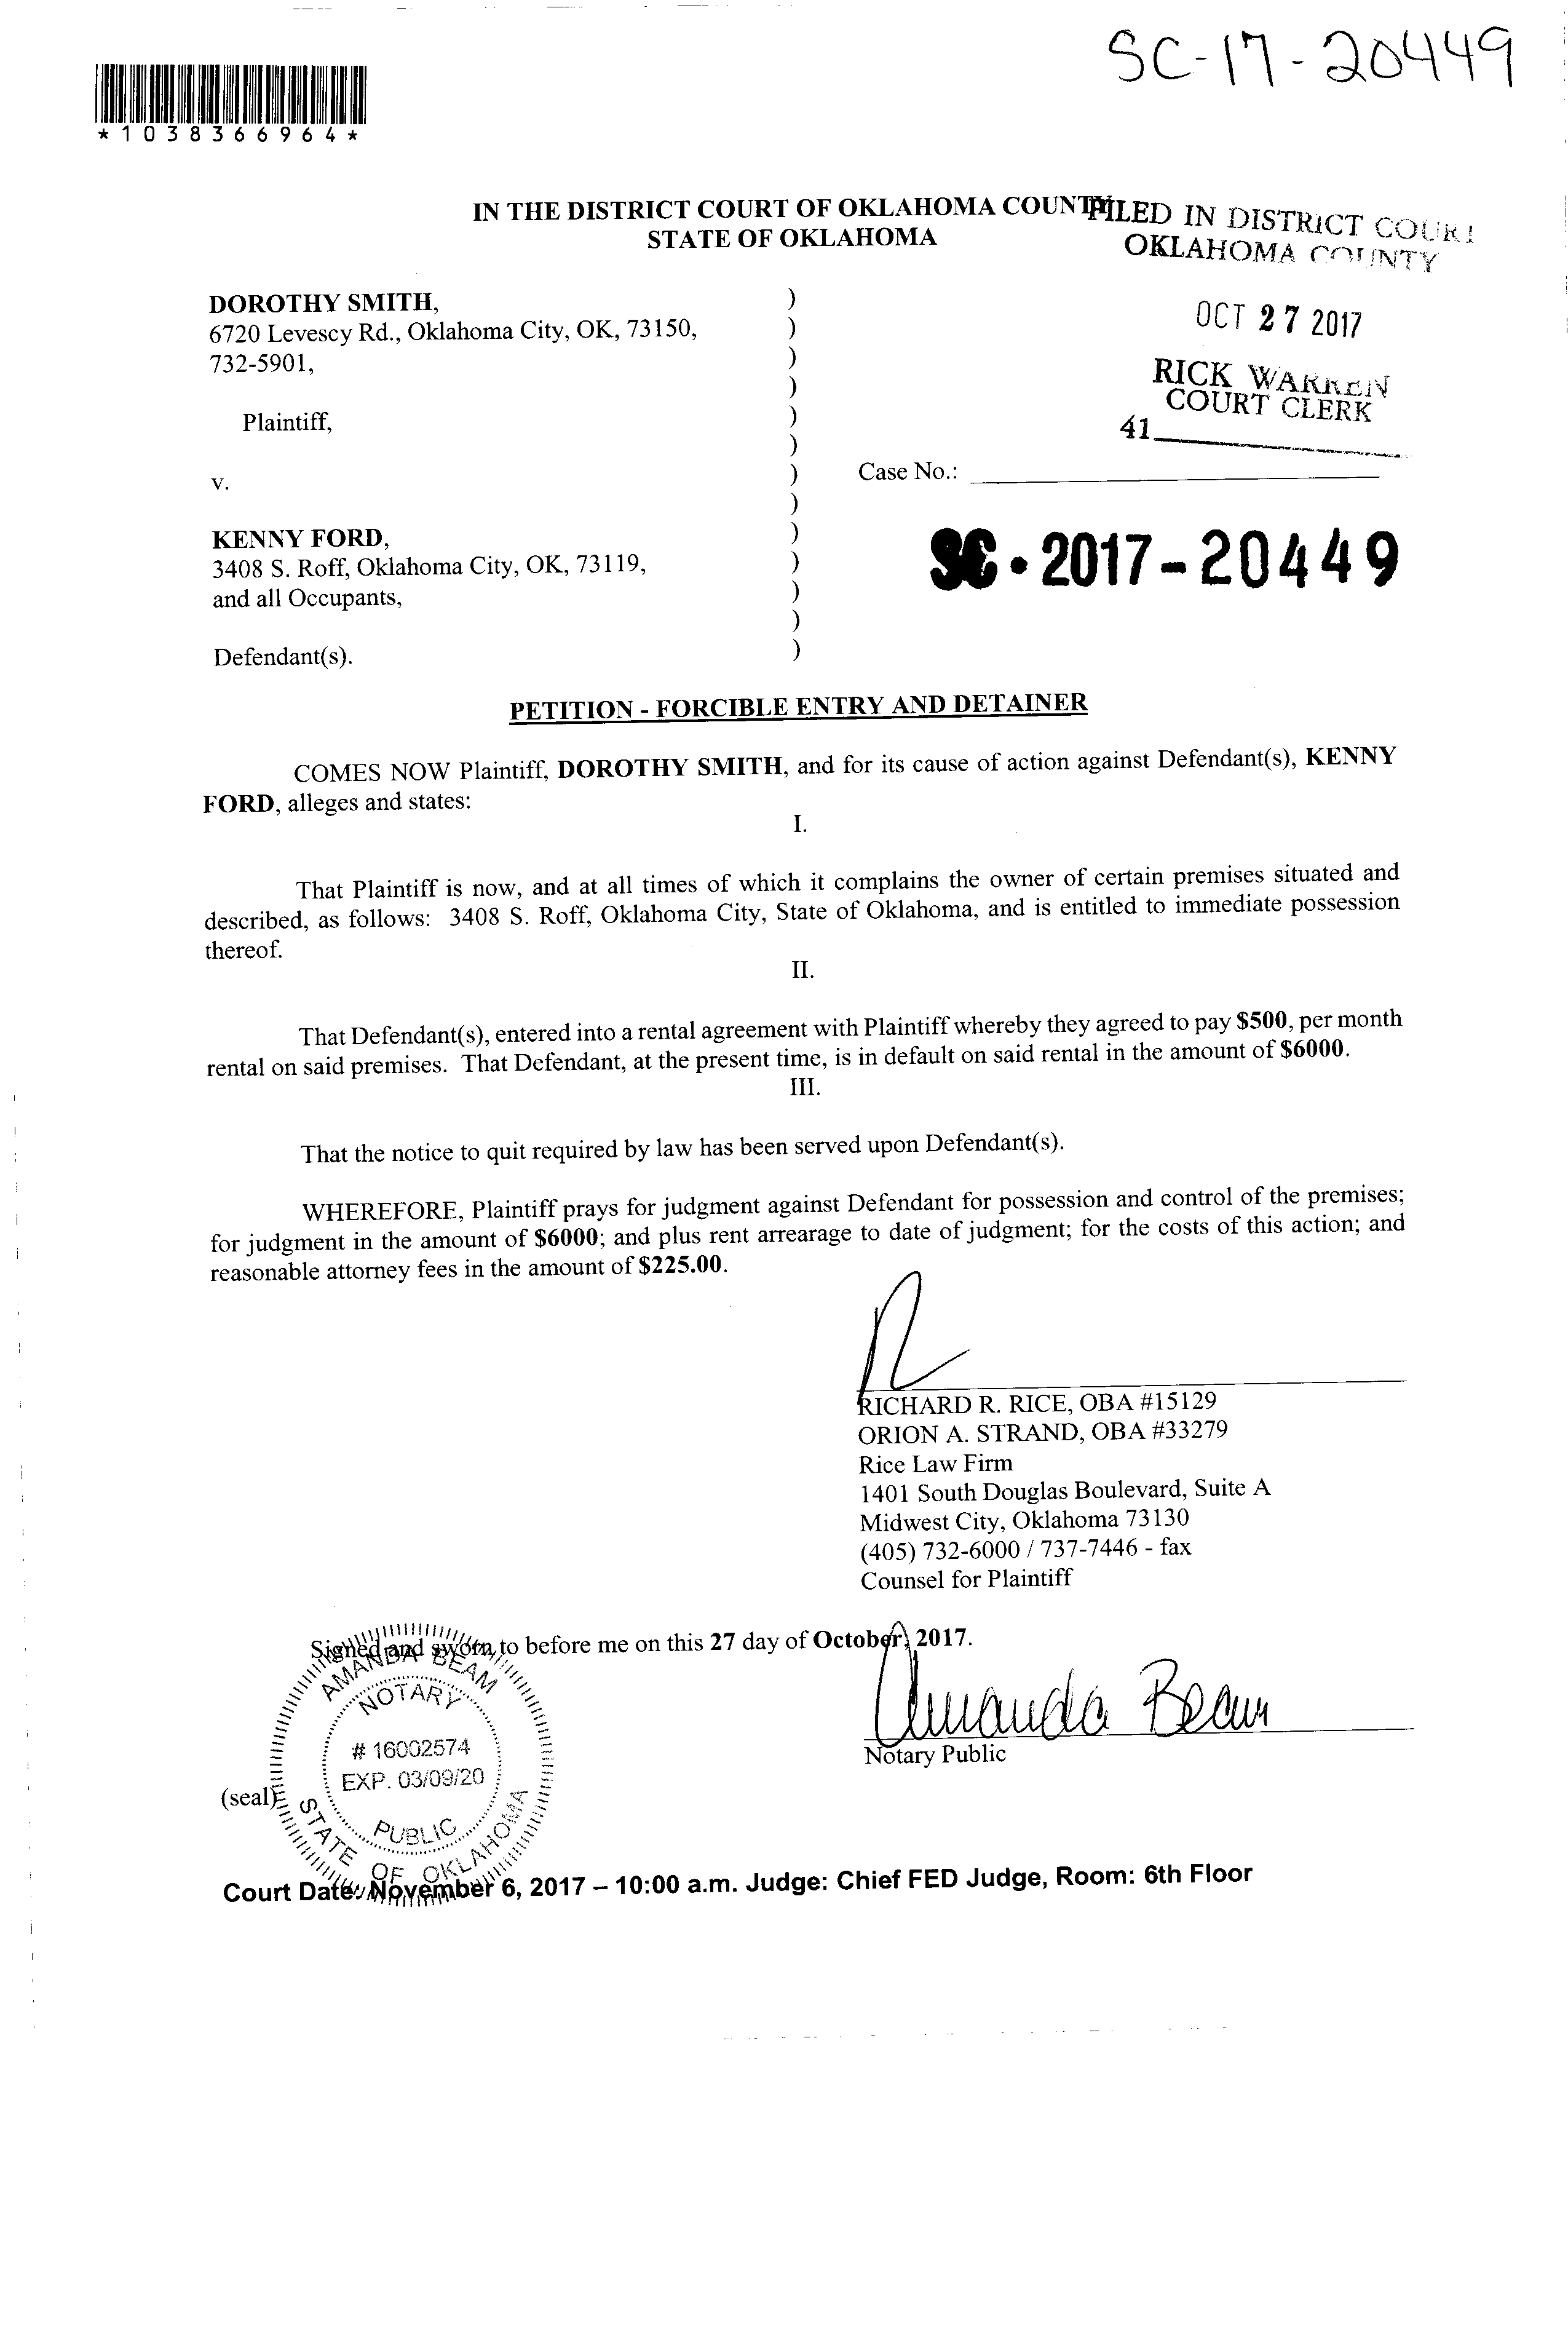 SC-17-20449
*1038366964*
IN THE DISTRICT COURT OF OKLAHOMA COUNTY
STATE OF OKLAHOMA
FILED IN DISTRICT COURT
OKLAHOMA COUNTY
OCT 27 2017
RICK WARREN
COURT CLERK
41
DOROTHY SMITH, )
6720 Levescy Rd., Oklahoma City, OK, 73150, )
732-5901, )
)
Plaintiff, )
)
v. ) Case No.:
)
KENNY FORD, )
3408 S. Roff, Oklahoma City, OK, 73119, ) SC-2017-20449
and all Occupants, )
)
Defendant(s). )
PETITION - FORCIBLE ENTRY AND DETAINER
COMES NOW Plaintiff, DOROTHY SMITH, and for its cause of action against Defendant(s), KENNY
FORD, alleges and states:
I.
That Plaintiff is now, and at all times of which it complains the owner of certain premises situated and
described, as follows: 3408 S. Roff, Oklahoma City, State of Oklahoma, and is entitled to immediate possession
thereof.
II.
That Defendant(s), entered into a rental agreement with Plaintiff whereby they agreed to pay $500, per month
rental on said premises. That Defendant, at the present time, is in default on said rental in the amount of $6000.
III.
That the notice to quit required by law has been served upon Defendant(s).
WHEREFORE, Plaintiff prays for judgment against Defendant for possession and control of the premises;
for judgment in the amount of $6000; and plus rent arrearage to date of judgment; for the costs of this action; and
reasonable attorney fees in the amount of $225.00.
RICHARD R. RICE, OBA #15129
ORION A. STRAND, OBA #33279
Rice Law Firm
1401 South Douglas Boulevard, Suite A
Midwest City, Oklahoma 73130
(405) 732-6000 / 737-7446 - fax
Counsel for Plaintiff
Signed and sworn to before me on this 27 day of October, 2017.
Amanda Beam
Notary Public
(seal)
AMANDA BEAM
NOTARY
# 16002574
EXP. 03/09/20
PUBLIC
STATE OF OKLAHOMA
Court Date: November 6, 2017 – 10:00 a.m. Judge: Chief FED Judge, Room: 6th Floor